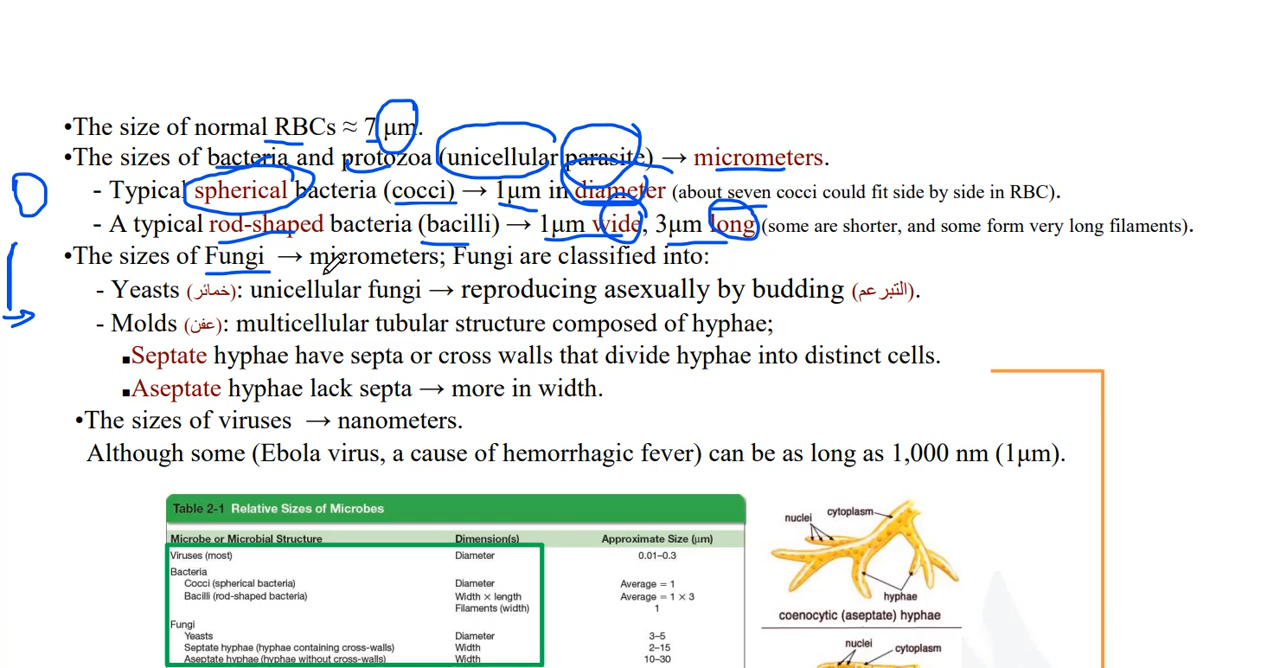 •The size of normal RBCs ≈ 7 μm.
•The sizes of bacteria and protozoa (unicellular parasite) → micrometers.
- Typical spherical bacteria (cocci) → 1μm in diameter (about seven cocci could fit side by side in RBC).
- A typical rod-shaped bacteria (bacilli) → 1μm wide, 3μm long (some are shorter, and some form very long filaments).
•The sizes of Fungi → micrometers; Fungi are classified into:
- Yeasts (خمائر): unicellular fungi → reproducing asexually by budding (التبرعم).
- Molds (عفن): multicellular tubular structure composed of hyphae;
▪Septate hyphae have septa or cross walls that divide hyphae into distinct cells.
▪Aseptate hyphae lack septa → more in width.
•The sizes of viruses → nanometers.
Although some (Ebola virus, a cause of hemorrhagic fever) can be as long as 1,000 nm (1μm).
Table 2-1 Relative Sizes of Microbes
Microbe or Microbial Structure Dimension(s) Approximate Size (μm)
Viruses (most) Diameter 0.01–0.3
Bacteria
Cocci (spherical bacteria) Diameter Average = 1
Bacilli (rod-shaped bacteria) Width × length Average = 1 × 3
Filaments (width) 1
Fungi
Yeasts Diameter 3–5
Septate hyphae (hyphae containing cross-walls) Width 2–15
Aseptate hyphae (hyphae without cross-walls) Width 10–30
nuclei cytoplasm
hyphae
coenocytic (aseptate) hyphae
nuclei cytoplasm